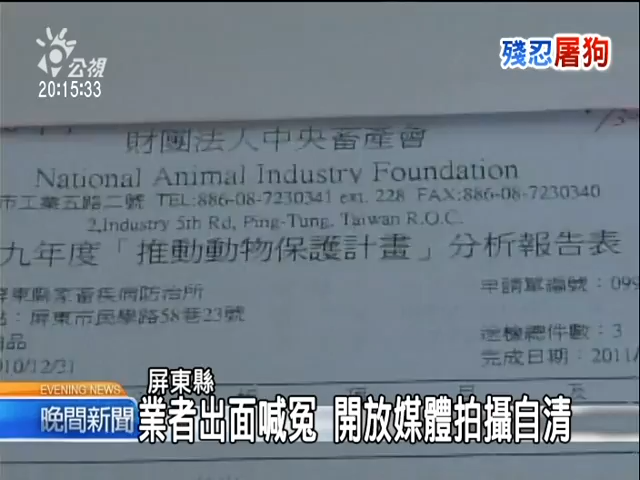 公視
20:15:33
殘忍屠狗
財團法人中央畜產會
National Animal Industry Foundation
市工業五路二號 TEL:886-08-7230341 ext. 228 FAX:886-08-7230340
2,Industry 5th Rd, Ping-Tung, Taiwan R.O.C.
九年度「推動動物保護計畫」分析報告表
屏東縣家畜疾病防治所
申請單編號:099
點:屏東市民學路58巷23號
品
送檢總件數:3
010/12/31
完成日期:2011/
EVENING NEWS
晚間新聞
屏東縣
業者出面喊冤 開放媒體拍攝自清